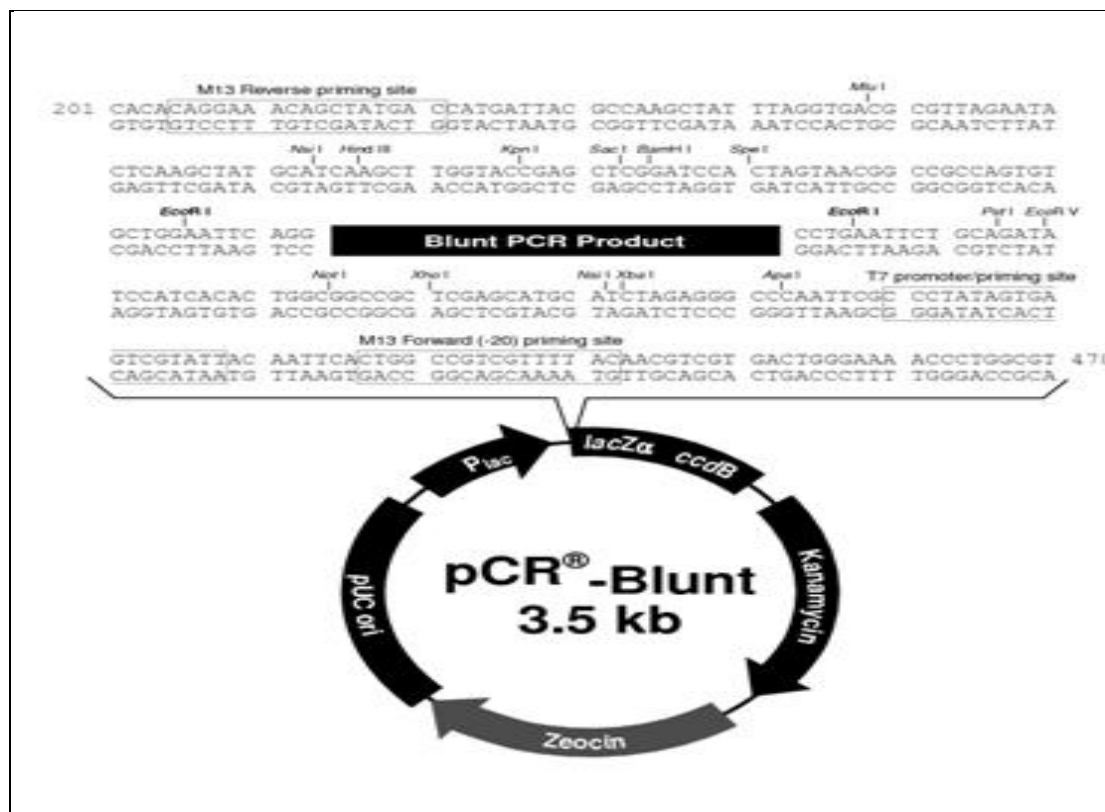 M13 Reverse priming site Mlu I
201 CACACAGGAA ACAGCTATGAC CATGATTACG CCAAGCTAT TTAGGTGACG CGTTAGAATA
GTGTGTCCTT TGTCGATACTG GTACTAATG CGGTTCGATA AATCCACTGC GCAATCTTAT
Nsi I Hind III Kpn I Sac I BamH I Spe I
CTCAAGCTAT GCATCAAGCT TGGTACCGAG CTCGGATCCA CTAGTAACGG CCGCCAGTGT
GAGTTCGATA CGTAGTTCGA ACCATGGCTC GAGCCTAGGT GATCATTGCC GGCGGTCACA
EcoR I EcoR I Pst I EcoR V
GCTGGAATTC AGG Blunt PCR Product CCTGAATTCT GCAGATA
CGACCTTAAG TCC GGACTTAAGA CGTCTAT
Not I Xho I Nsi I Xba I Apa I T7 promoter/priming site
TCCATCACAC TGGCGGCCGC TCGAGCATGC ATCTAGAGGG CCCAATTCGC CCTATAGTGA
AGGTAGTGTG ACCGCCGGCG AGCTCGTACG TAGATCTCCC GGGTTAAGCG GGATATCACT
M13 Forward (-20) priming site
GTCGTATTAC AATTCACTGG CCGTCGTTTT ACAACGTCGT GACTGGGAAA ACCCTGGCGT
CAGCATAATG TTAAGTGACC GGCAGCAAAA TGTTGCAGCA CTGACCCTTT TGGGACCGCA
Plac lacZα ccdB
Kanamycin
pUC ori
pCR®-Blunt
3.5 kb
Zeocin